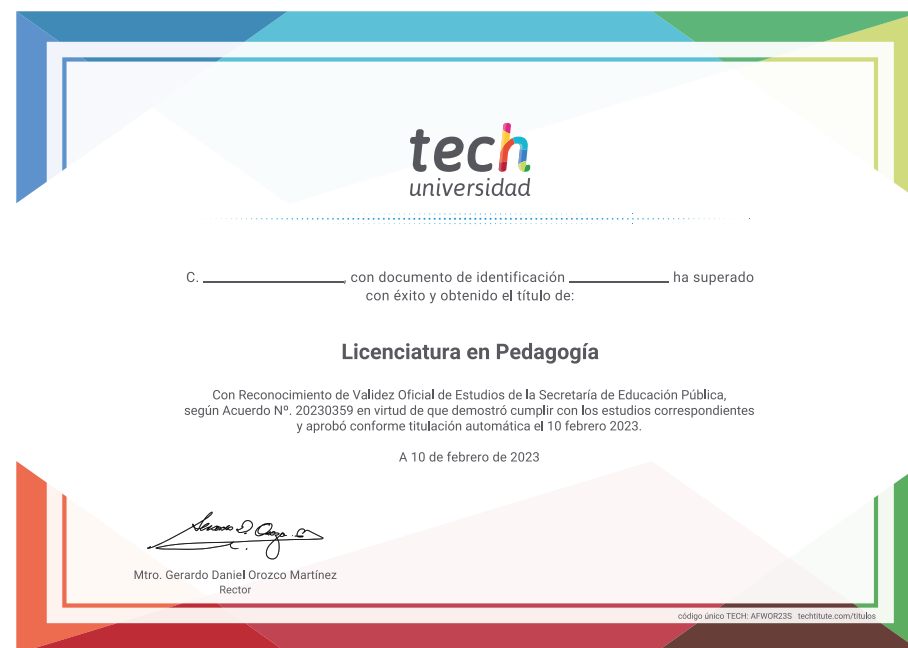 tech
universidad
C. ____________, con documento de identificación ____________ ha superado
con éxito y obtenido el título de:
Licenciatura en Pedagogía
Con Reconocimiento de Validez Oficial de Estudios de la Secretaría de Educación Pública,
según Acuerdo Nº. 20230359 en virtud de que demostró cumplir con los estudios correspondientes
y aprobó conforme titulación automática el 10 febrero 2023.
A 10 de febrero de 2023
Mtro. Gerardo Daniel Orozco Martínez
Rector
código único TECH: AFWOR23S techtitute.com/titulos